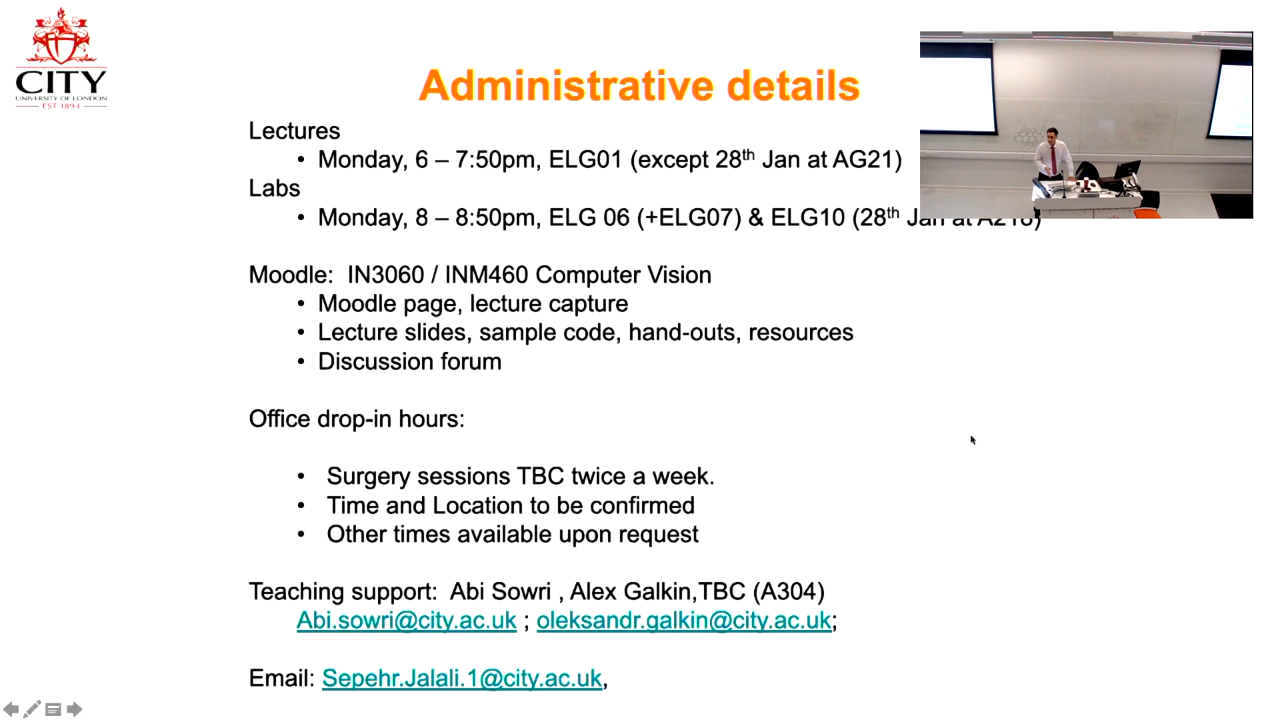 CITY
UNIVERSITY OF LONDON
EST 1894
Administrative details
Lectures
• Monday, 6 – 7:50pm, ELG01 (except 28th Jan at AG21)
Labs
• Monday, 8 – 8:50pm, ELG 06 (+ELG07) & ELG10 (28th Jan at
Moodle: IN3060 / INM460 Computer Vision
• Moodle page, lecture capture
• Lecture slides, sample code, hand-outs, resources
• Discussion forum
Office drop-in hours:
• Surgery sessions TBC twice a week.
• Time and Location to be confirmed
• Other times available upon request
Teaching support: Abi Sowri , Alex Galkin,TBC (A304)
Abi.sowri@city.ac.uk ; oleksandr.galkin@city.ac.uk;
Email: Sepehr.Jalali.1@city.ac.uk,